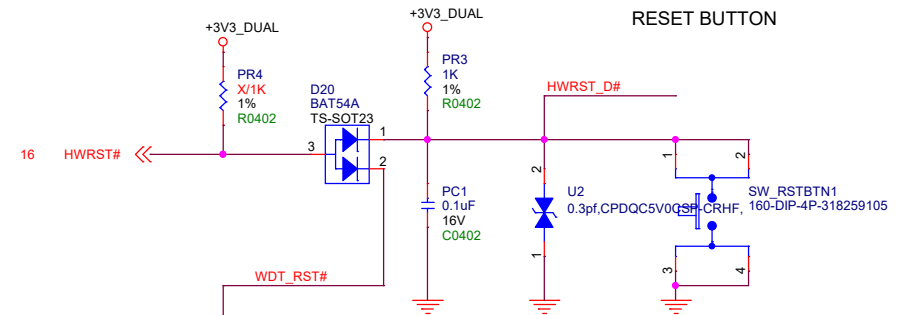 RESET BUTTON
+3V3_DUAL
+3V3_DUAL
PR4
X/1K
1%
R0402
D20
BAT54A
TS-SOT23
PR3
1K
1%
R0402
HWRST_D#
16 HWRST#
3
1
2
PC1
0.1uF
16V
C0402
2
U2
0.3pf,CPDQC5V0CSP-CRHF,
1
1
2
SW_RSTBTN1
160-DIP-4P-318259105
3
4
WDT_RST#